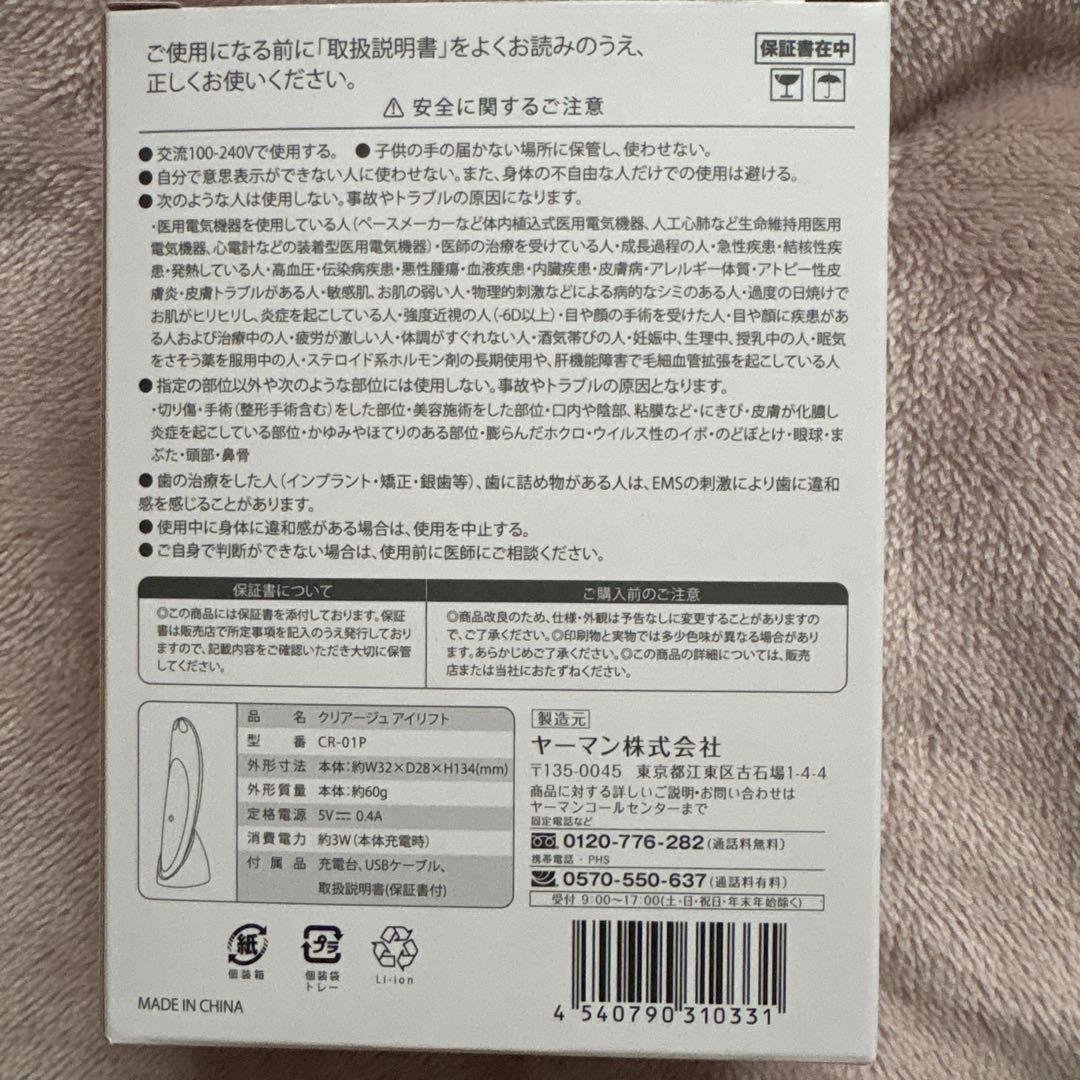 ご使用になる前に「取扱説明書」をよくお読みのうえ、
正しくお使いください。
保証書在中
⚠ 安全に関するご注意
●交流100-240Vで使用する。 ●子供の手の届かない場所に保管し、使わせない。
●自分で意思表示ができない人に使わせない。また、身体の不自由な人だけでの使用は避ける。
●次のような人は使用しない。事故やトラブルの原因になります。
・医用電気機器を使用している人(ペースメーカーなど体内植込式医用電気機器、人工心肺など生命維持用医用
電気機器、心電計などの装着型医用電気機器)・医師の治療を受けている人・成長過程の人・急性疾患・結核性疾
患・発熱している人・高血圧・伝染病疾患・悪性腫瘍・血液疾患・内臓疾患・皮膚病・アレルギー体質・アトピー性皮
膚炎・皮膚トラブルがある人・敏感肌、お肌の弱い人・物理的刺激などによる病的なシミのある人・過度の日焼けで
お肌がヒリヒリし、炎症を起こしている人・強度近視の人(-6D以上)・目や顔の手術を受けた人・目や顔に疾患があ
る人および治療中の人・疲労が激しい人・体調がすぐれない人・酒気帯びの人・妊娠中、生理中、授乳中の人・眠気
をさそう薬を服用中の人・ステロイド系ホルモン剤の長期使用や、肝機能障害で毛細血管拡張を起こしている人
●指定の部位以外や次のような部位には使用しない。事故やトラブルの原因となります。
・切り傷・手術(整形手術含む)をした部位・美容施術をした部位・口内や陰部、粘膜など・にきび・皮膚が化膿し
炎症を起こしている部位・かゆみやほてりのある部位・膨らんだホクロ・ウイルス性のイボ・のどぼとけ・眼球・ま
ぶた・頭部・鼻骨
●歯の治療をした人(インプラント・矯正・銀歯等)、歯に詰め物がある人は、EMSの刺激により歯に違和
感を感じることがあります。
●使用中に身体に違和感がある場合は、使用を中止する。
●ご自身で判断ができない場合は、使用前に医師にご相談ください。
保証書について
◎この商品には保証書を添付しております。保証
書は販売店で所定事項を記入のうえ発行しており
ますので、記載内容をご確認いただき大切に保管
してください。
ご購入前のご注意
◎商品改良のため、仕様・外観は予告なしに変更することがありますの
で、ご了承ください。◎印刷物と実物では多少色味が異なる場合があり
ます。あらかじめご了承ください。◎この商品の詳細については、販売
店または当社におたずねください。
品名 クリアージュ アイリフト
型番 CR-01P
外形寸法 本体:約W32×D28×H134(mm)
外形質量 本体:約60g
定格電源 5V⎓ 0.4A
消費電力 約3W(本体充電時)
付属品 充電台、USBケーブル、
取扱説明書(保証書付)
製造元
ヤーマン株式会社
〒135-0045 東京都江東区古石場1-4-4
商品に対する詳しいご説明・お問い合わせは
ヤーマンコールセンターまで
固定電話など
0120-776-282(通話料無料)
携帯電話・PHS
0570-550-637(通話料有料)
受付 9:00～17:00(土・日・祝日・年末年始除く)
紙
個装箱
プラ
個装袋
トレー
Li-ion
MADE IN CHINA
4 540790 310331